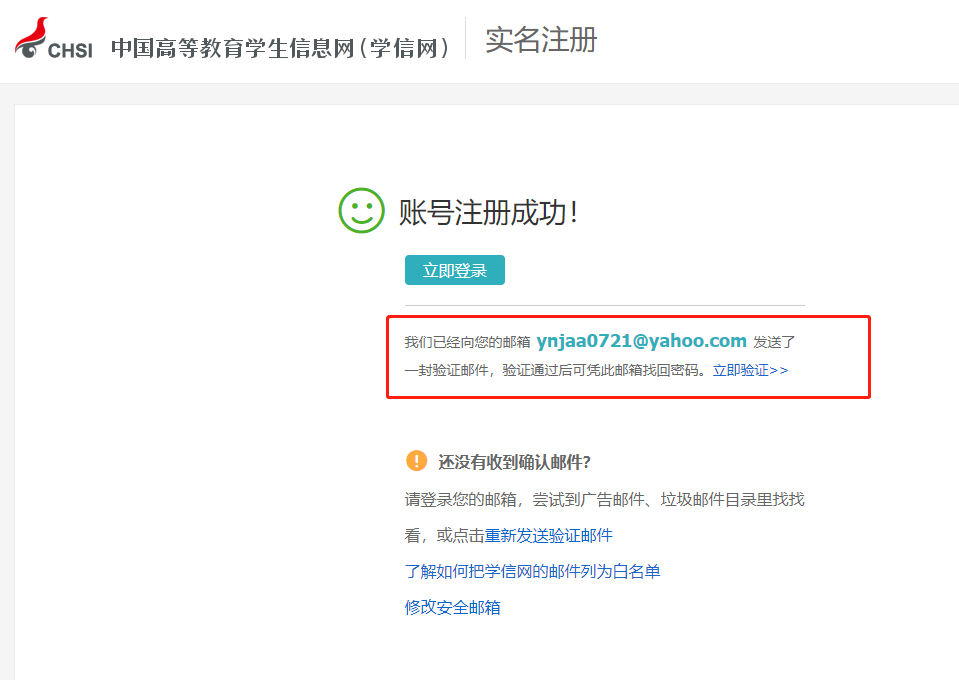 CHSI 中国高等教育学生信息网(学信网) 实名注册
账号注册成功!
立即登录
我们已经向您的邮箱 ynjaa0721@yahoo.com 发送了
一封验证邮件,验证通过后可凭此邮箱找回密码。立即验证>>
还没有收到确认邮件?
请登录您的邮箱,尝试到广告邮件、垃圾邮件目录里找找
看,或点击重新发送验证邮件
了解如何把学信网的邮件列为白名单
修改安全邮箱